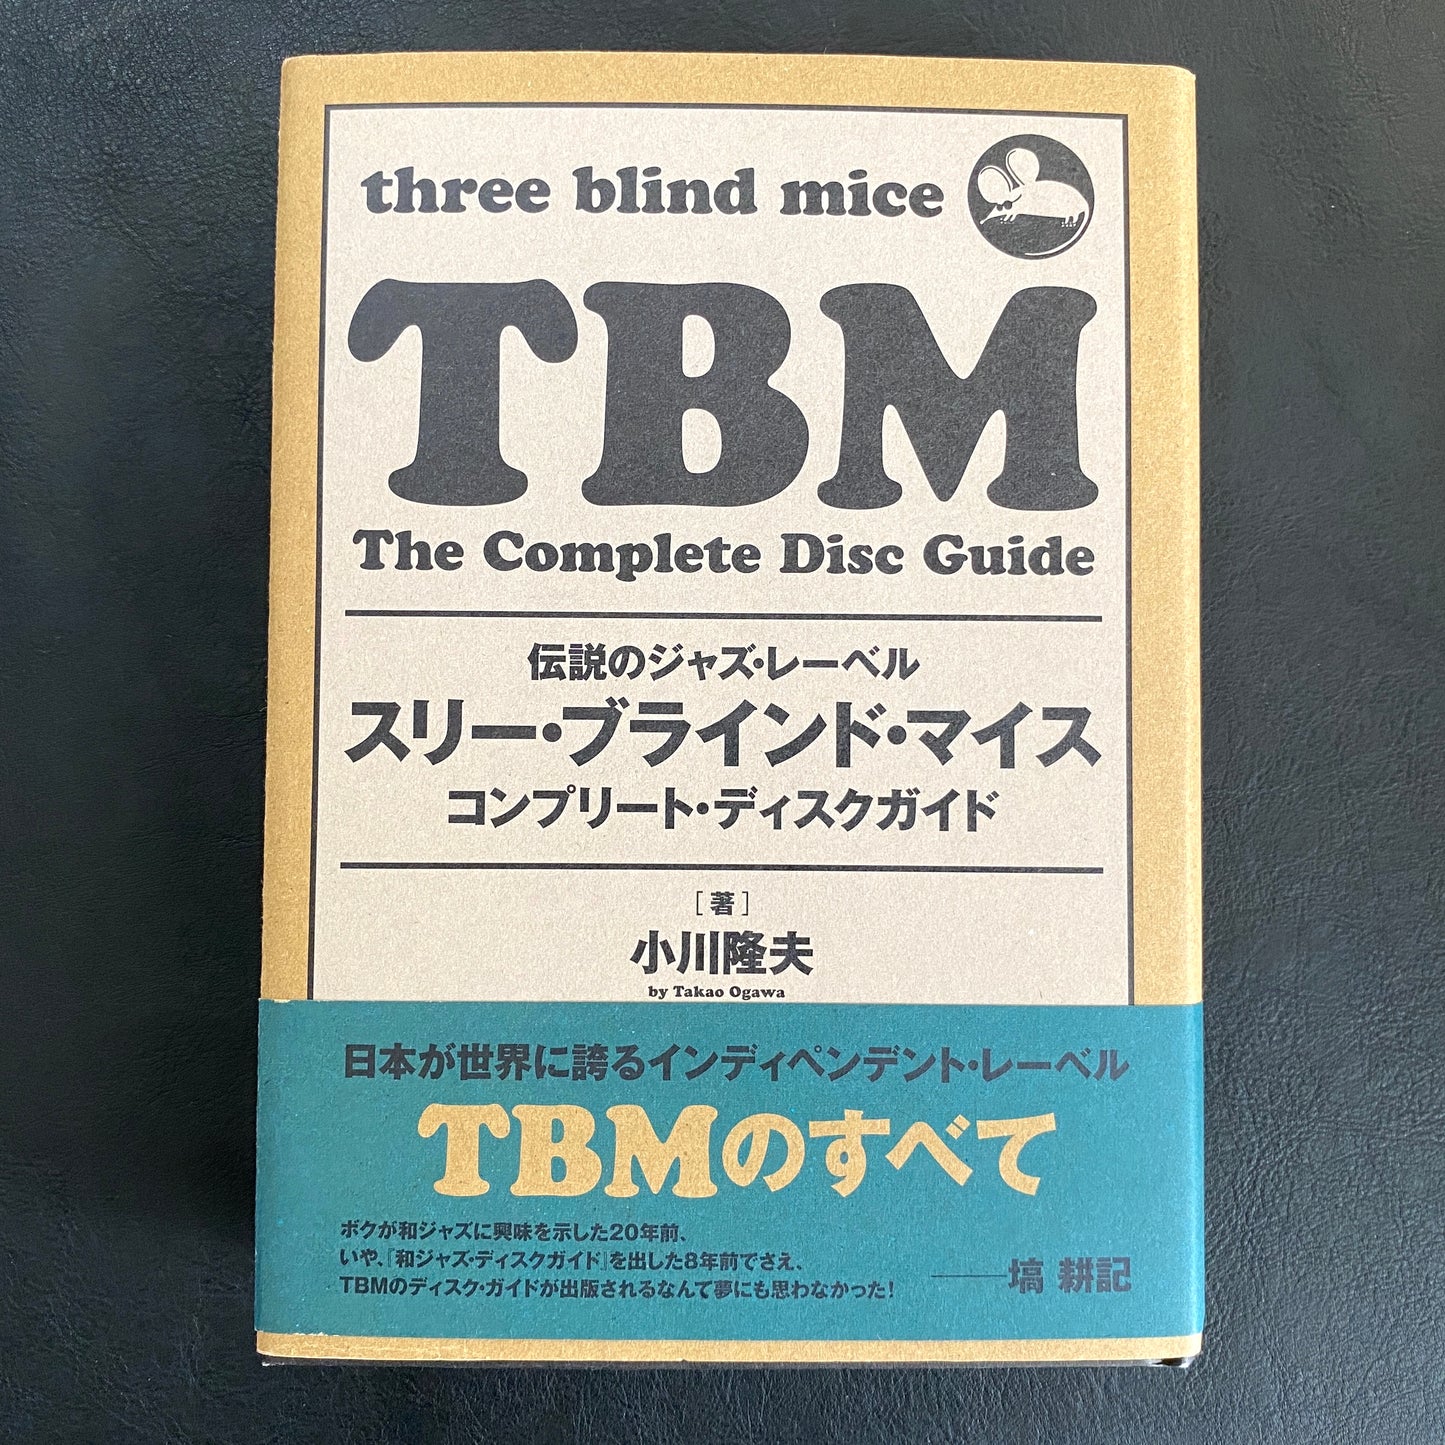 three blind mice
TBM
The Complete Disc Guide
伝説のジャズ・レーベル
スリー・ブラインド・マイス
コンプリート・ディスクガイド
［著］
小川隆夫
by Takao Ogawa
日本が世界に誇るインディペンデント・レーベル
TBMのすべて
ボクが和ジャズに興味を示した20年前、
いや、『和ジャズ・ディスクガイド』を出した8年前でさえ、
TBMのディスク・ガイドが出版されるなんて夢にも思わなかった！
――塙 耕記